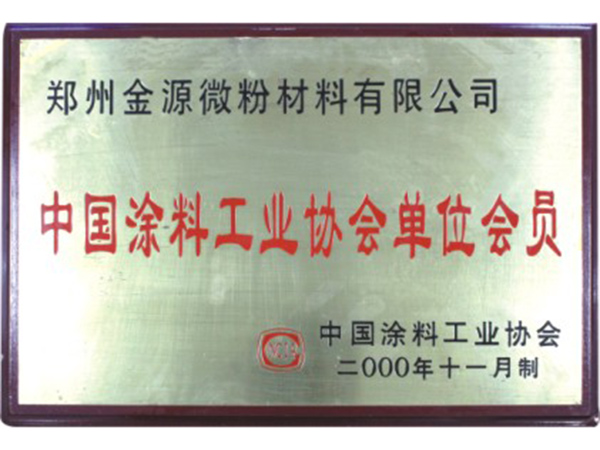 郑州金源微粉材料有限公司
中国涂料工业协会单位会员
中国涂料工业协会
二000年十一月制